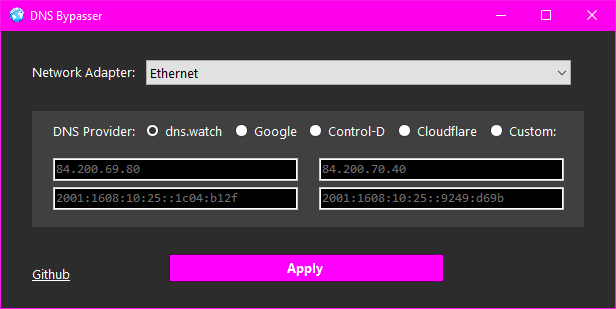 DNS Bypasser
Network Adapter: Ethernet
DNS Provider: dns.watch Google Control-D Cloudflare Custom:
84.200.69.80 84.200.70.40
2001:1608:10:25::1c04:b12f 2001:1608:10:25::9249:d69b
Github Apply